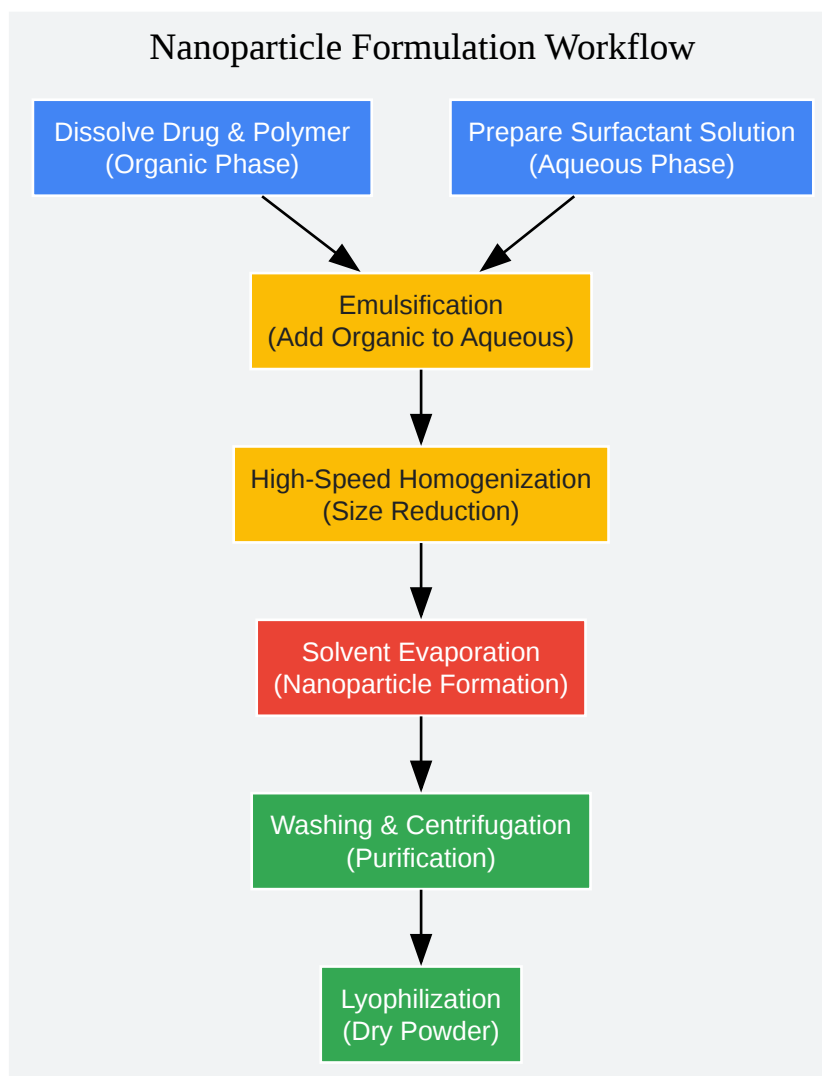 Nanoparticle Formulation Workflow
Dissolve Drug & Polymer
(Organic Phase)
Prepare Surfactant Solution
(Aqueous Phase)
Emulsification
(Add Organic to Aqueous)
High-Speed Homogenization
(Size Reduction)
Solvent Evaporation
(Nanoparticle Formation)
Washing & Centrifugation
(Purification)
Lyophilization
(Dry Powder)